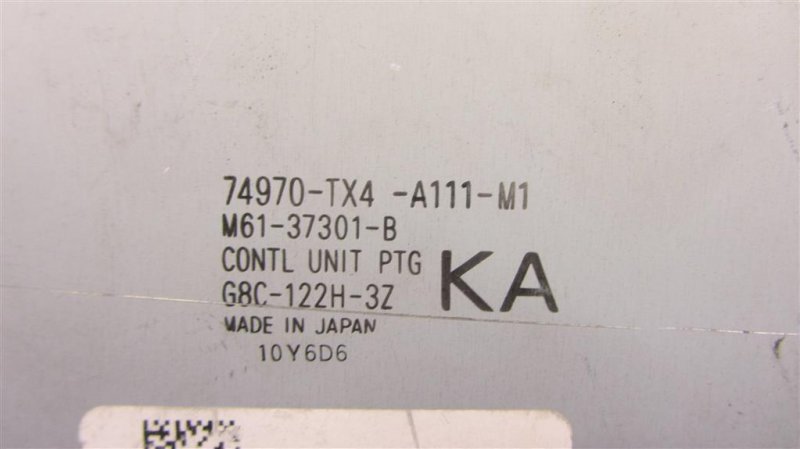 74970-TX4 -A111-M1
M61-37301-B
CONTL UNIT PTG
G8C-122H-3Z KA
MADE IN JAPAN
10Y6D6